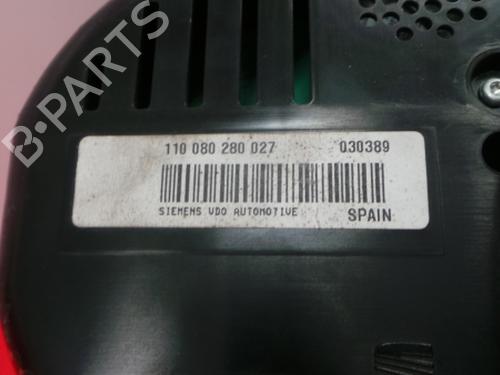 B-PARTS
110 080 280 027 030389
SIEMENS VDO AUTOMOTIVE SPAIN